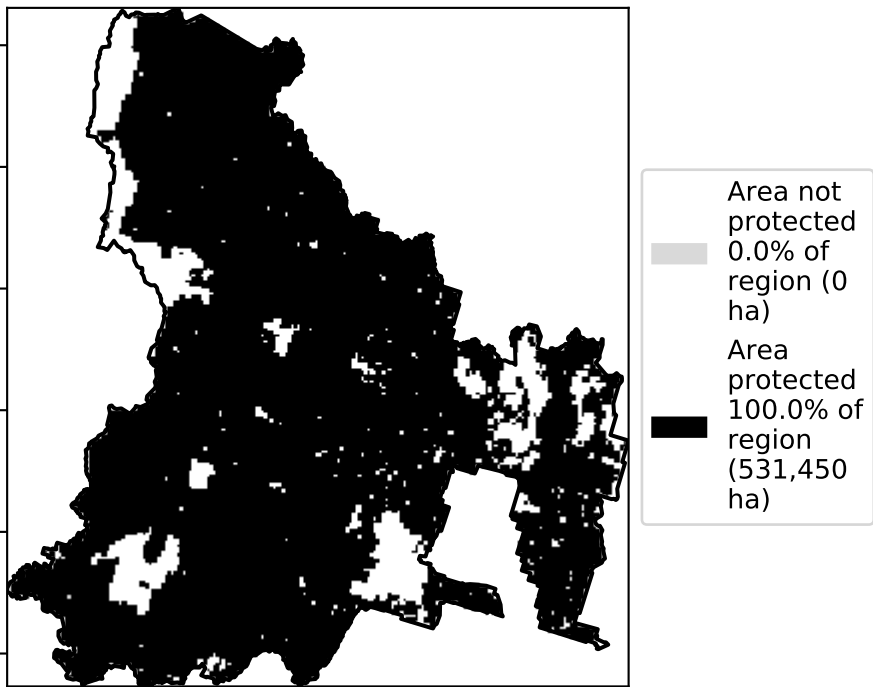 Area not
protected
0.0% of
region (0
ha)
Area
protected
100.0% of
region
(531,450
ha)